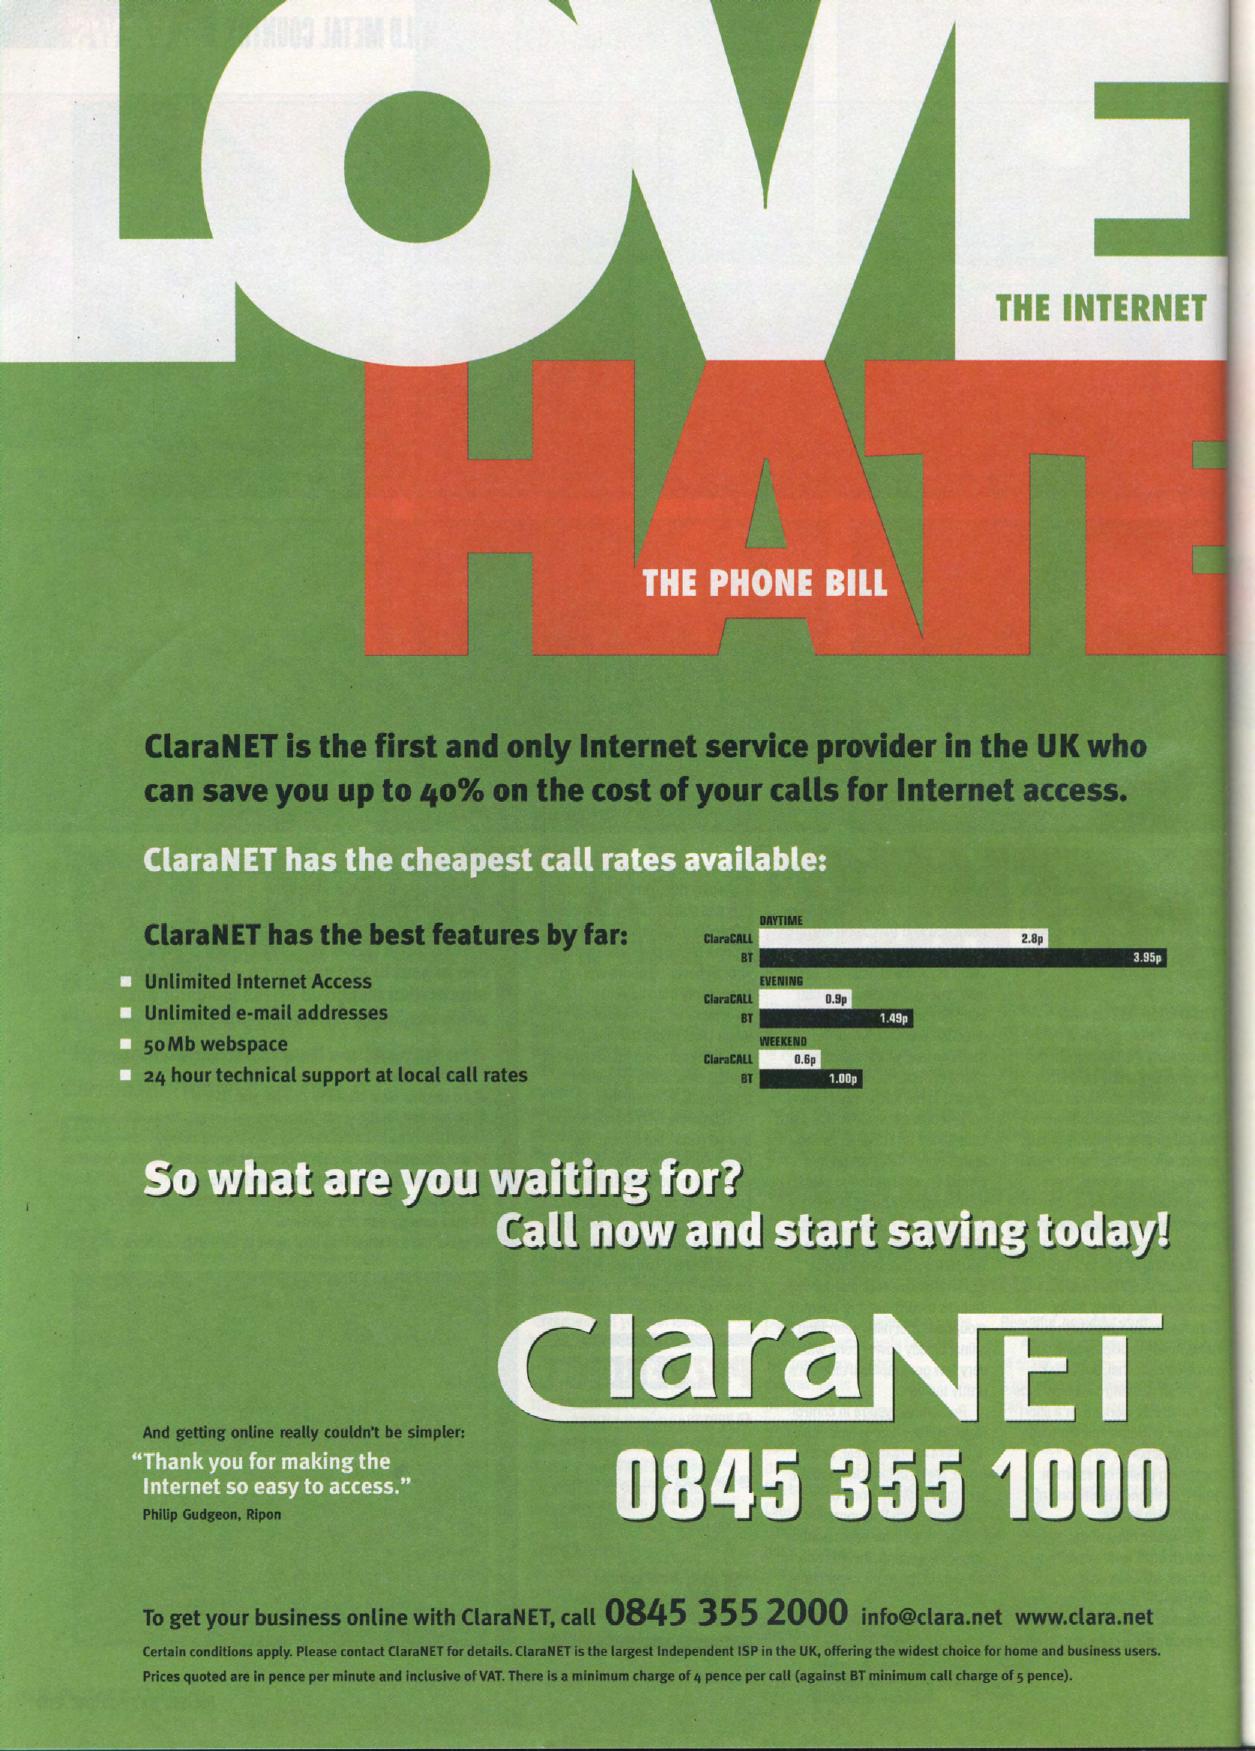 LOVE
THE INTERNET
HATE
THE PHONE BILL
ClaraNET is the first and only Internet service provider in the UK who
can save you up to 40% on the cost of your calls for Internet access.
ClaraNET has the cheapest call rates available:
ClaraNET has the best features by far:
Unlimited Internet Access
Unlimited e-mail addresses
50Mb webspace
24 hour technical support at local call rates
DAYTIME
ClaraCALL 2.8p
BT 3.95p
EVENING
ClaraCALL 0.9p
BT 1.49p
WEEKEND
ClaraCALL 0.6p
BT 1.00p
So what are you waiting for?
Call now and start saving today!
ClaraNET
0845 355 1000
And getting online really couldn't be simpler:
“Thank you for making the
Internet so easy to access.”
Philip Gudgeon, Ripon
To get your business online with ClaraNET, call 0845 355 2000 info@clara.net www.clara.net
Certain conditions apply. Please contact ClaraNET for details. ClaraNET is the largest Independent ISP in the UK, offering the widest choice for home and business users.
Prices quoted are in pence per minute and inclusive of VAT. There is a minimum charge of 4 pence per call (against BT minimum call charge of 5 pence).